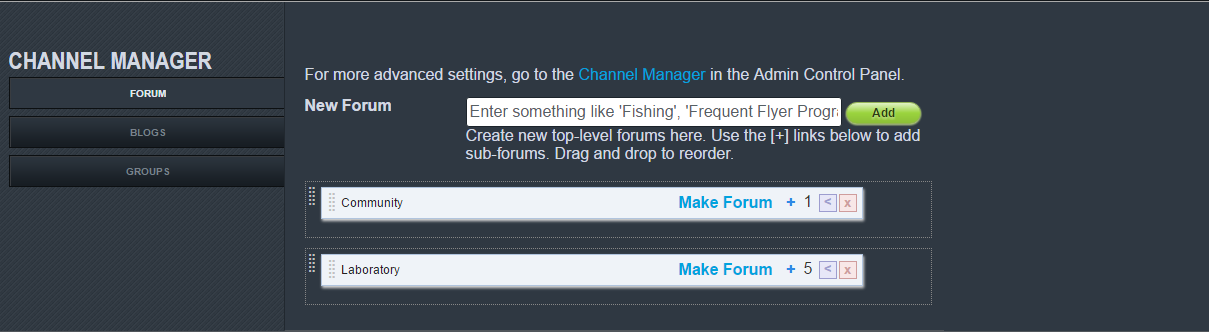 CHANNEL MANAGER
FORUM
BLOGS
GROUPS
For more advanced settings, go to the Channel Manager in the Admin Control Panel.
New Forum
Enter something like 'Fishing', 'Frequent Flyer Progra
Add
Create new top-level forums here. Use the [+] links below to add
sub-forums. Drag and drop to reorder.
Community Make Forum + 1 < x
Laboratory Make Forum + 5 < x